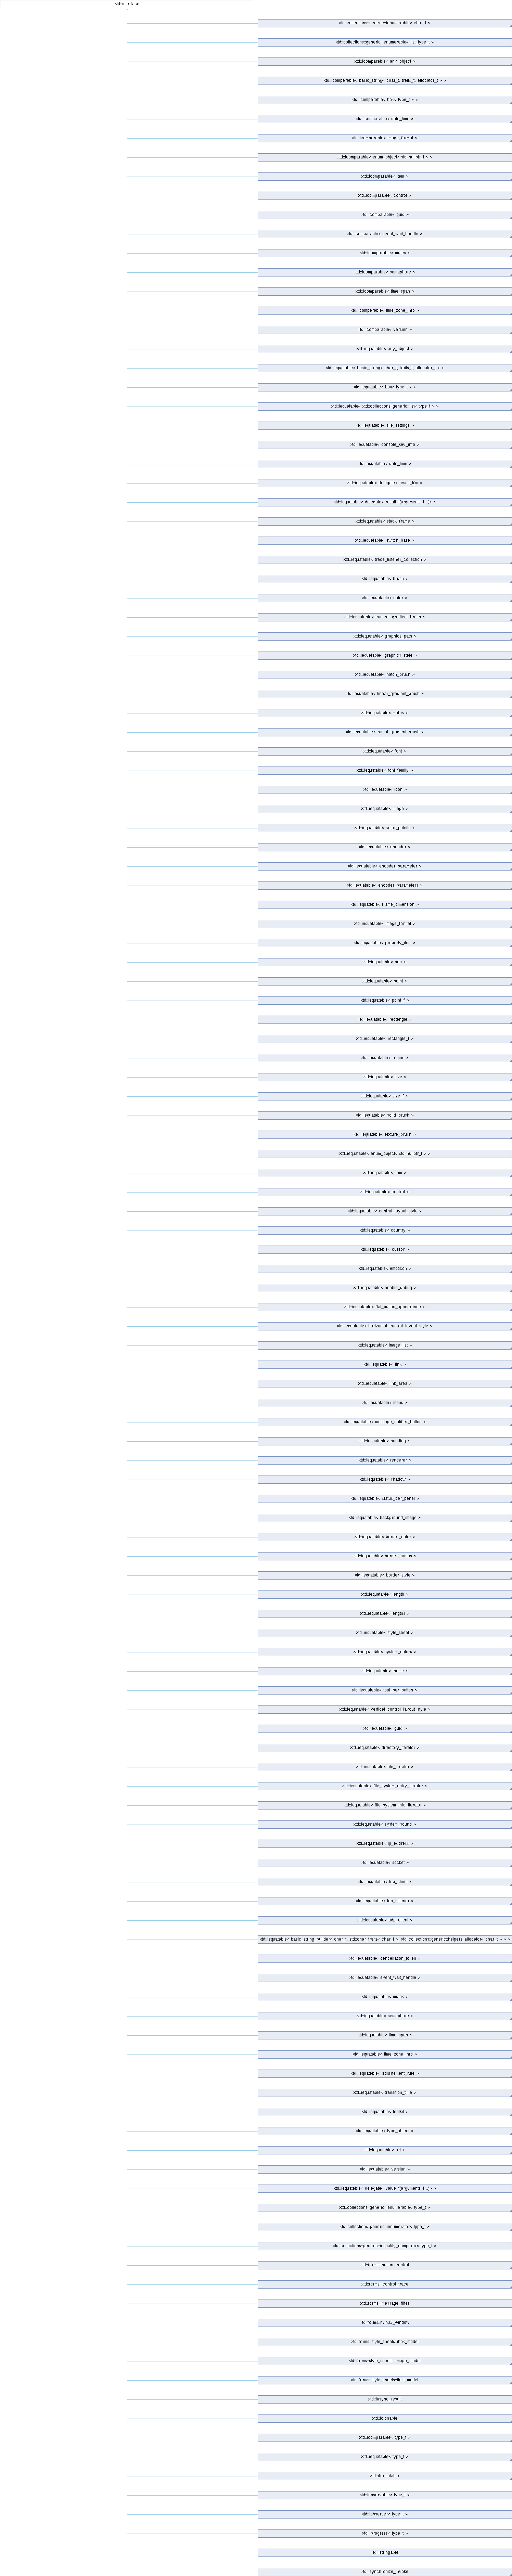 xtd::interface
xtd::collections::generic::ienumerable< char_t >
xtd::collections::generic::ienumerable< list_type_t >
xtd::icomparable< any_object >
xtd::icomparable< basic_string< char_t, traits_t, allocator_t > >
xtd::icomparable< box< type_t > >
xtd::icomparable< date_time >
xtd::icomparable< image_format >
xtd::icomparable< enum_object< std::nullptr_t > >
xtd::icomparable< item >
xtd::icomparable< control >
xtd::icomparable< guid >
xtd::icomparable< event_wait_handle >
xtd::icomparable< mutex >
xtd::icomparable< semaphore >
xtd::icomparable< time_span >
xtd::icomparable< time_zone_info >
xtd::icomparable< version >
xtd::iequatable< any_object >
xtd::iequatable< basic_string< char_t, traits_t, allocator_t > >
xtd::iequatable< box< type_t > >
xtd::iequatable< xtd::collections::generic::list< type_t > >
xtd::iequatable< file_settings >
xtd::iequatable< console_key_info >
xtd::iequatable< date_time >
xtd::iequatable< delegate< result_t()> >
xtd::iequatable< delegate< result_t(arguments_t...)> >
xtd::iequatable< stack_frame >
xtd::iequatable< switch_base >
xtd::iequatable< trace_listener_collection >
xtd::iequatable< brush >
xtd::iequatable< color >
xtd::iequatable< conical_gradient_brush >
xtd::iequatable< graphics_path >
xtd::iequatable< graphics_state >
xtd::iequatable< hatch_brush >
xtd::iequatable< linear_gradient_brush >
xtd::iequatable< matrix >
xtd::iequatable< radial_gradient_brush >
xtd::iequatable< font >
xtd::iequatable< font_family >
xtd::iequatable< icon >
xtd::iequatable< image >
xtd::iequatable< color_palette >
xtd::iequatable< encoder >
xtd::iequatable< encoder_parameter >
xtd::iequatable< encoder_parameters >
xtd::iequatable< frame_dimension >
xtd::iequatable< image_format >
xtd::iequatable< property_item >
xtd::iequatable< pen >
xtd::iequatable< point >
xtd::iequatable< point_f >
xtd::iequatable< rectangle >
xtd::iequatable< rectangle_f >
xtd::iequatable< region >
xtd::iequatable< size >
xtd::iequatable< size_f >
xtd::iequatable< solid_brush >
xtd::iequatable< texture_brush >
xtd::iequatable< enum_object< std::nullptr_t > >
xtd::iequatable< item >
xtd::iequatable< control >
xtd::iequatable< control_layout_style >
xtd::iequatable< country >
xtd::iequatable< cursor >
xtd::iequatable< emoticon >
xtd::iequatable< enable_debug >
xtd::iequatable< flat_button_appearance >
xtd::iequatable< horizontal_control_layout_style >
xtd::iequatable< image_list >
xtd::iequatable< link >
xtd::iequatable< link_area >
xtd::iequatable< menu >
xtd::iequatable< message_notifier_button >
xtd::iequatable< padding >
xtd::iequatable< renderer >
xtd::iequatable< shadow >
xtd::iequatable< status_bar_panel >
xtd::iequatable< background_image >
xtd::iequatable< border_color >
xtd::iequatable< border_radius >
xtd::iequatable< border_style >
xtd::iequatable< length >
xtd::iequatable< lengths >
xtd::iequatable< style_sheet >
xtd::iequatable< system_colors >
xtd::iequatable< theme >
xtd::iequatable< tool_bar_button >
xtd::iequatable< vertical_control_layout_style >
xtd::iequatable< guid >
xtd::iequatable< directory_iterator >
xtd::iequatable< file_iterator >
xtd::iequatable< file_system_entry_iterator >
xtd::iequatable< file_system_info_iterator >
xtd::iequatable< system_sound >
xtd::iequatable< ip_address >
xtd::iequatable< socket >
xtd::iequatable< tcp_client >
xtd::iequatable< tcp_listener >
xtd::iequatable< udp_client >
xtd::iequatable< basic_string_builder< char_t, std::char_traits< char_t >, xtd::collections::generic::helpers::allocator< char_t > > >
xtd::iequatable< cancellation_token >
xtd::iequatable< event_wait_handle >
xtd::iequatable< mutex >
xtd::iequatable< semaphore >
xtd::iequatable< time_span >
xtd::iequatable< time_zone_info >
xtd::iequatable< adjustement_rule >
xtd::iequatable< transition_time >
xtd::iequatable< toolkit >
xtd::iequatable< type_object >
xtd::iequatable< uri >
xtd::iequatable< version >
xtd::iequatable< delegate< value_t(arguments_t...)> >
xtd::collections::generic::ienumerable< type_t >
xtd::collections::generic::ienumerator< type_t >
xtd::collections::generic::iequality_comparer< type_t >
xtd::forms::ibutton_control
xtd::forms::icontrol_trace
xtd::forms::imessage_filter
xtd::forms::iwin32_window
xtd::forms::style_sheets::ibox_model
xtd::forms::style_sheets::image_model
xtd::forms::style_sheets::itext_model
xtd::iasync_result
xtd::iclonable
xtd::icomparable< type_t >
xtd::iequatable< type_t >
xtd::iformatable
xtd::iobservable< type_t >
xtd::iobserver< type_t >
xtd::iprogress< type_t >
xtd::istringable
xtd::isynchronize_invoke